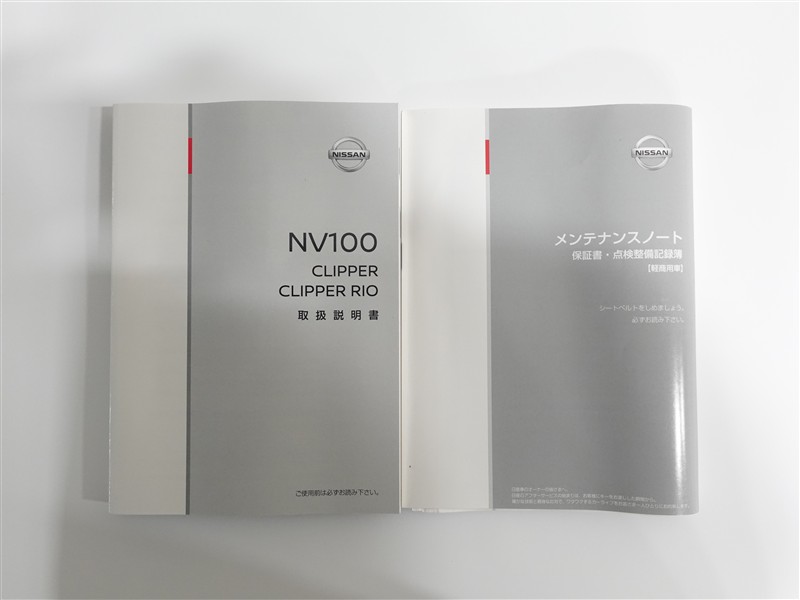 NISSAN
NV100
CLIPPER
CLIPPER RIO
取扱説明書
ご使用前は必ずお読み下さい。
NISSAN
メンテナンスノート
保証書・点検整備記録簿
【軽商用車】
シートベルトをしめましょう。
必ずお読み下さい。